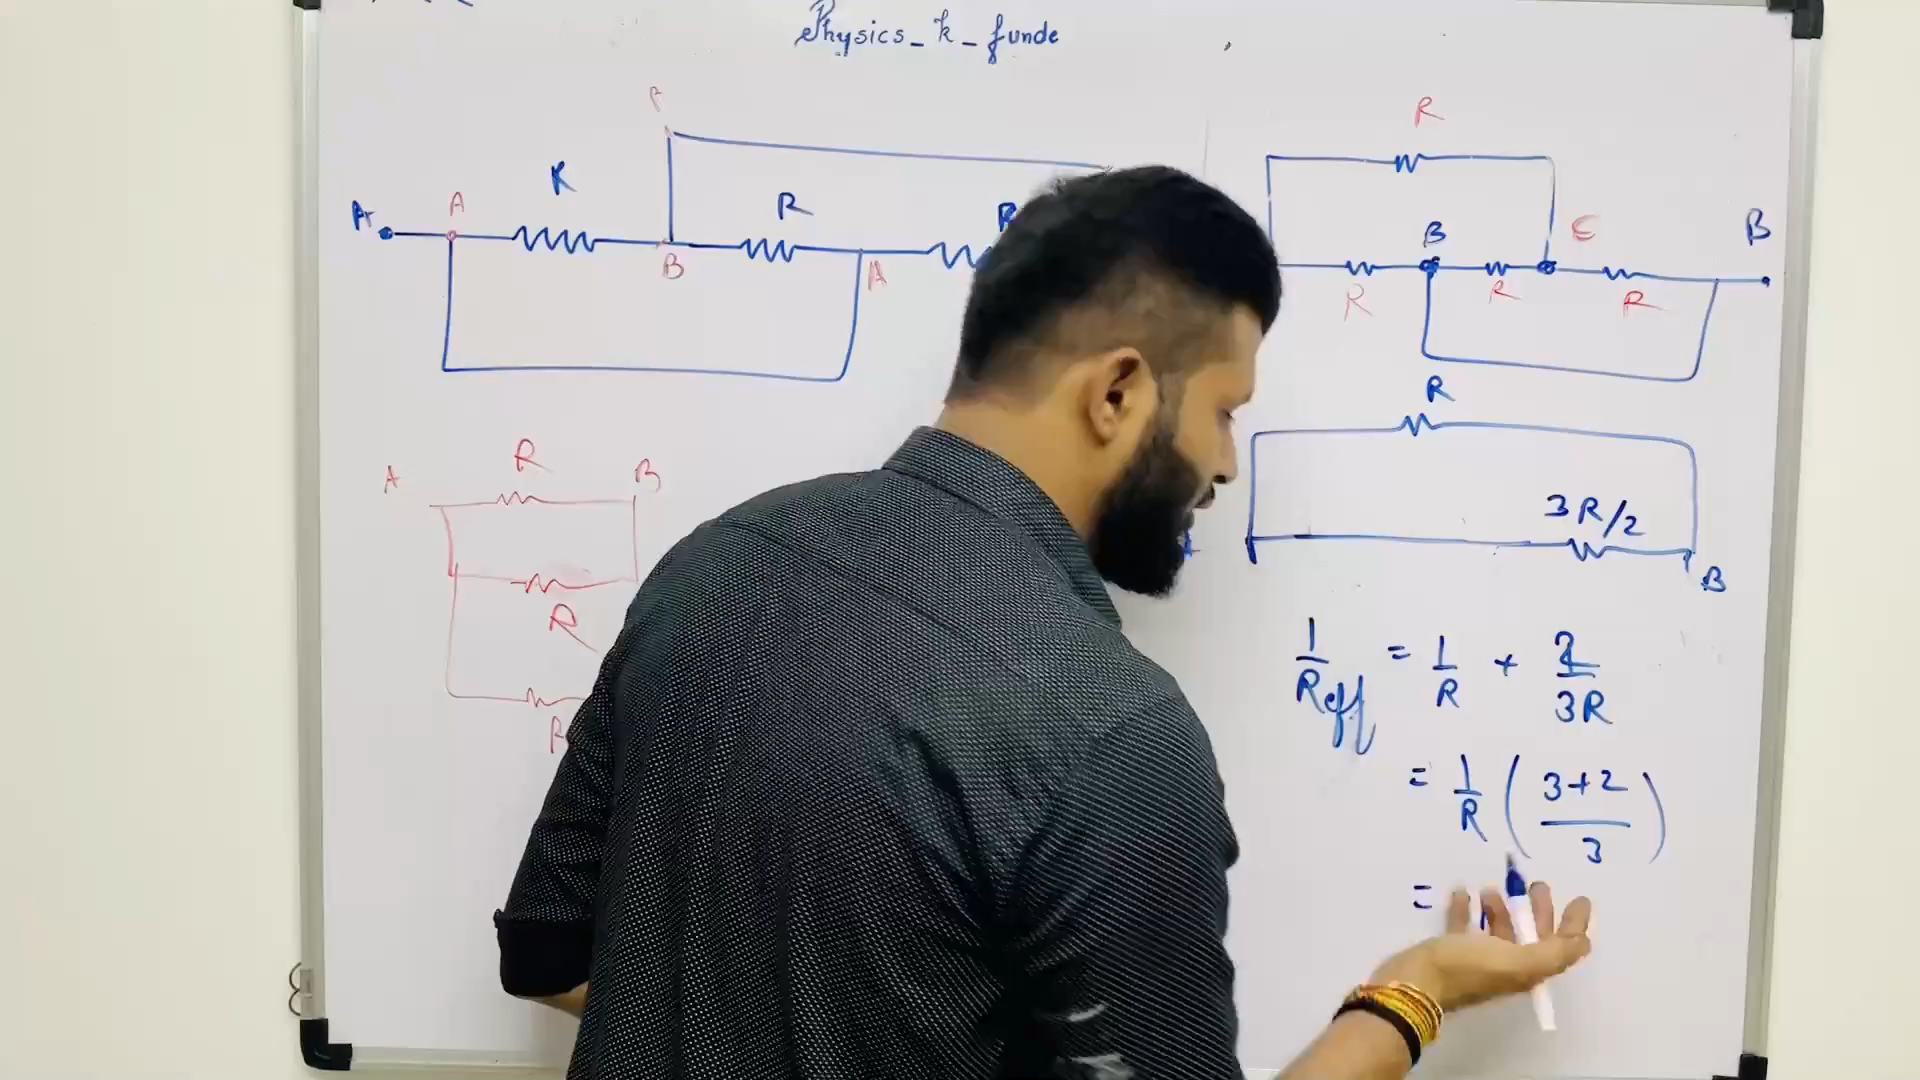 Physics_k_funde
R
R
R
A
A
B
A
R
B
R
R
R
E
B
B
R
R
R
R
3R/2
B
1/Reff = 1/R + 2/3R
= 1/R ( 3+2 / 3 )
=